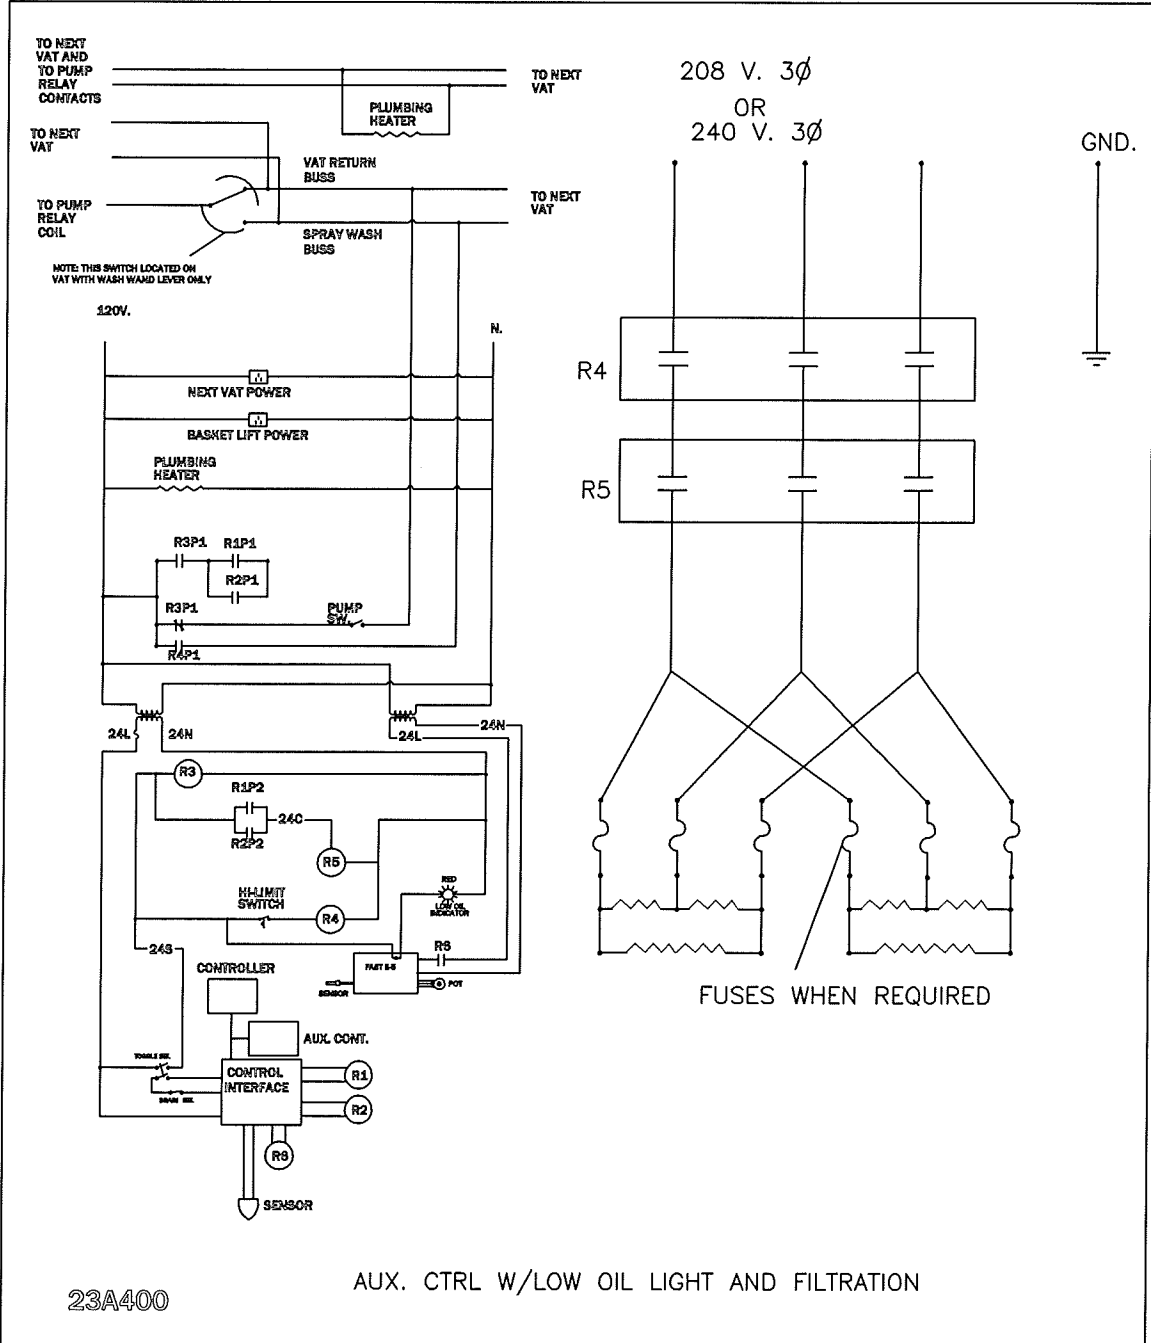 TO NEXT
VAT AND
TO PUMP
RELAY
CONTACTS
TO NEXT
VAT
PLUMBING
HEATER
TO NEXT
VAT
VAT RETURN
BUSS
TO NEXT
VAT
TO PUMP
RELAY
COIL
SPRAY WASH
BUSS
NOTE: THIS SWITCH LOCATED ON
VAT WITH WASH WAND LEVER ONLY
120V.
N.
NEXT VAT POWER
BASKET LIFT POWER
PLUMBING
HEATER
R3P1
R1P1
R2P1
R3P1
PUMP
SW.
R4P1
24L
24N
24L
24N
R3
R1P2
24C
R2P2
R5
HI-LIMIT
SWITCH
R4
RED
LOW OIL
INDICATOR
24S
R6
SENSOR
POT
CONTROLLER
AUX. CONT.
TOGGLE SW.
CONTROL
INTERFACE
DRAIN SW.
R1
R2
R6
SENSOR
208 V. 3Ø
OR
240 V. 3Ø
GND.
R4
R5
FUSES WHEN REQUIRED
AUX. CTRL W/LOW OIL LIGHT AND FILTRATION
23A400